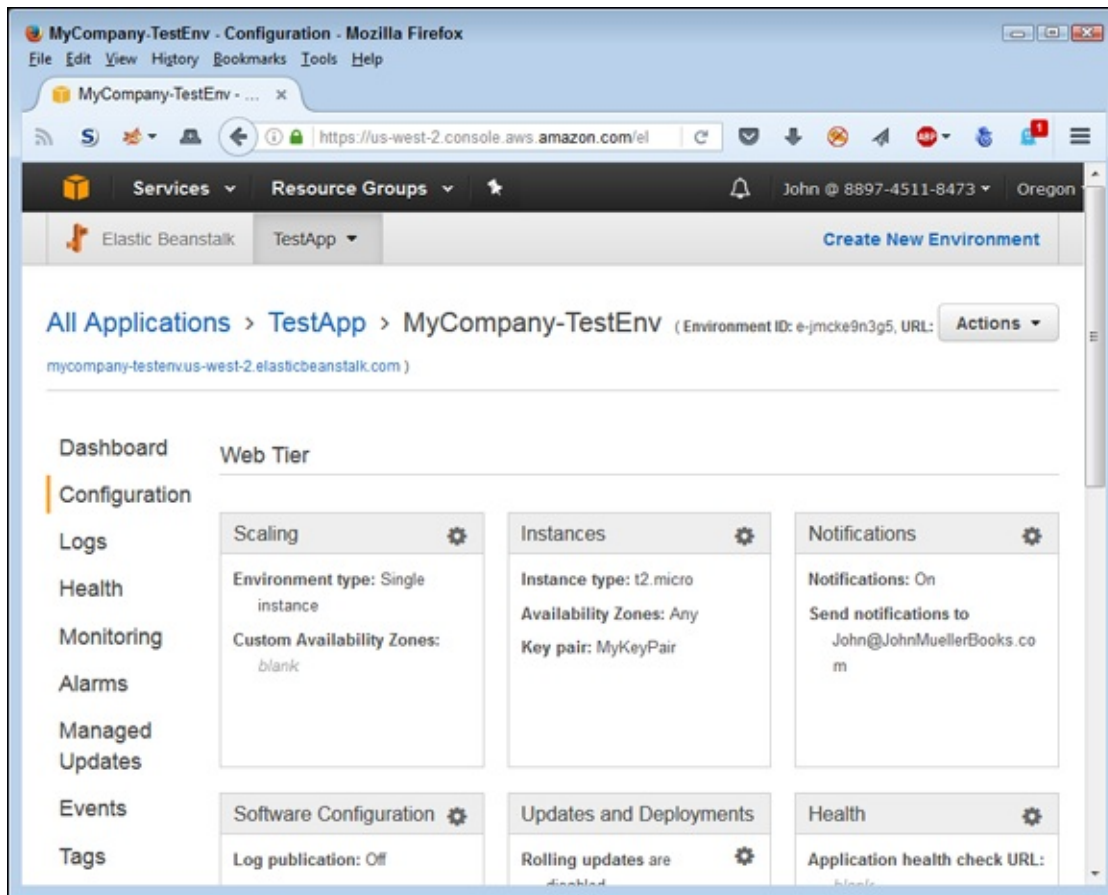 MyCompany-TestEnv - Configuration - Mozilla Firefox
File Edit View History Bookmarks Tools Help
MyCompany-TestEnv - ... ×
S ABP 1
https://us-west-2.console.aws.amazon.com/el
Services Resource Groups John @ 8897-4511-8473 Oregon
Elastic Beanstalk TestApp Create New Environment
All Applications > TestApp > MyCompany-TestEnv ( Environment ID: e-jmcke9n3g5, URL: Actions
mycompany-testenv.us-west-2.elasticbeanstalk.com )
Dashboard
Configuration
Logs
Health
Monitoring
Alarms
Managed
Updates
Events
Tags
Web Tier
Scaling
Environment type: Single
instance
Custom Availability Zones:
blank
Instances
Instance type: t2.micro
Availability Zones: Any
Key pair: MyKeyPair
Notifications
Notifications: On
Send notifications to
John@JohnMuellerBooks.co
m
Software Configuration
Log publication: Off
Updates and Deployments
Rolling updates are
disabled
Health
Application health check URL:
blank